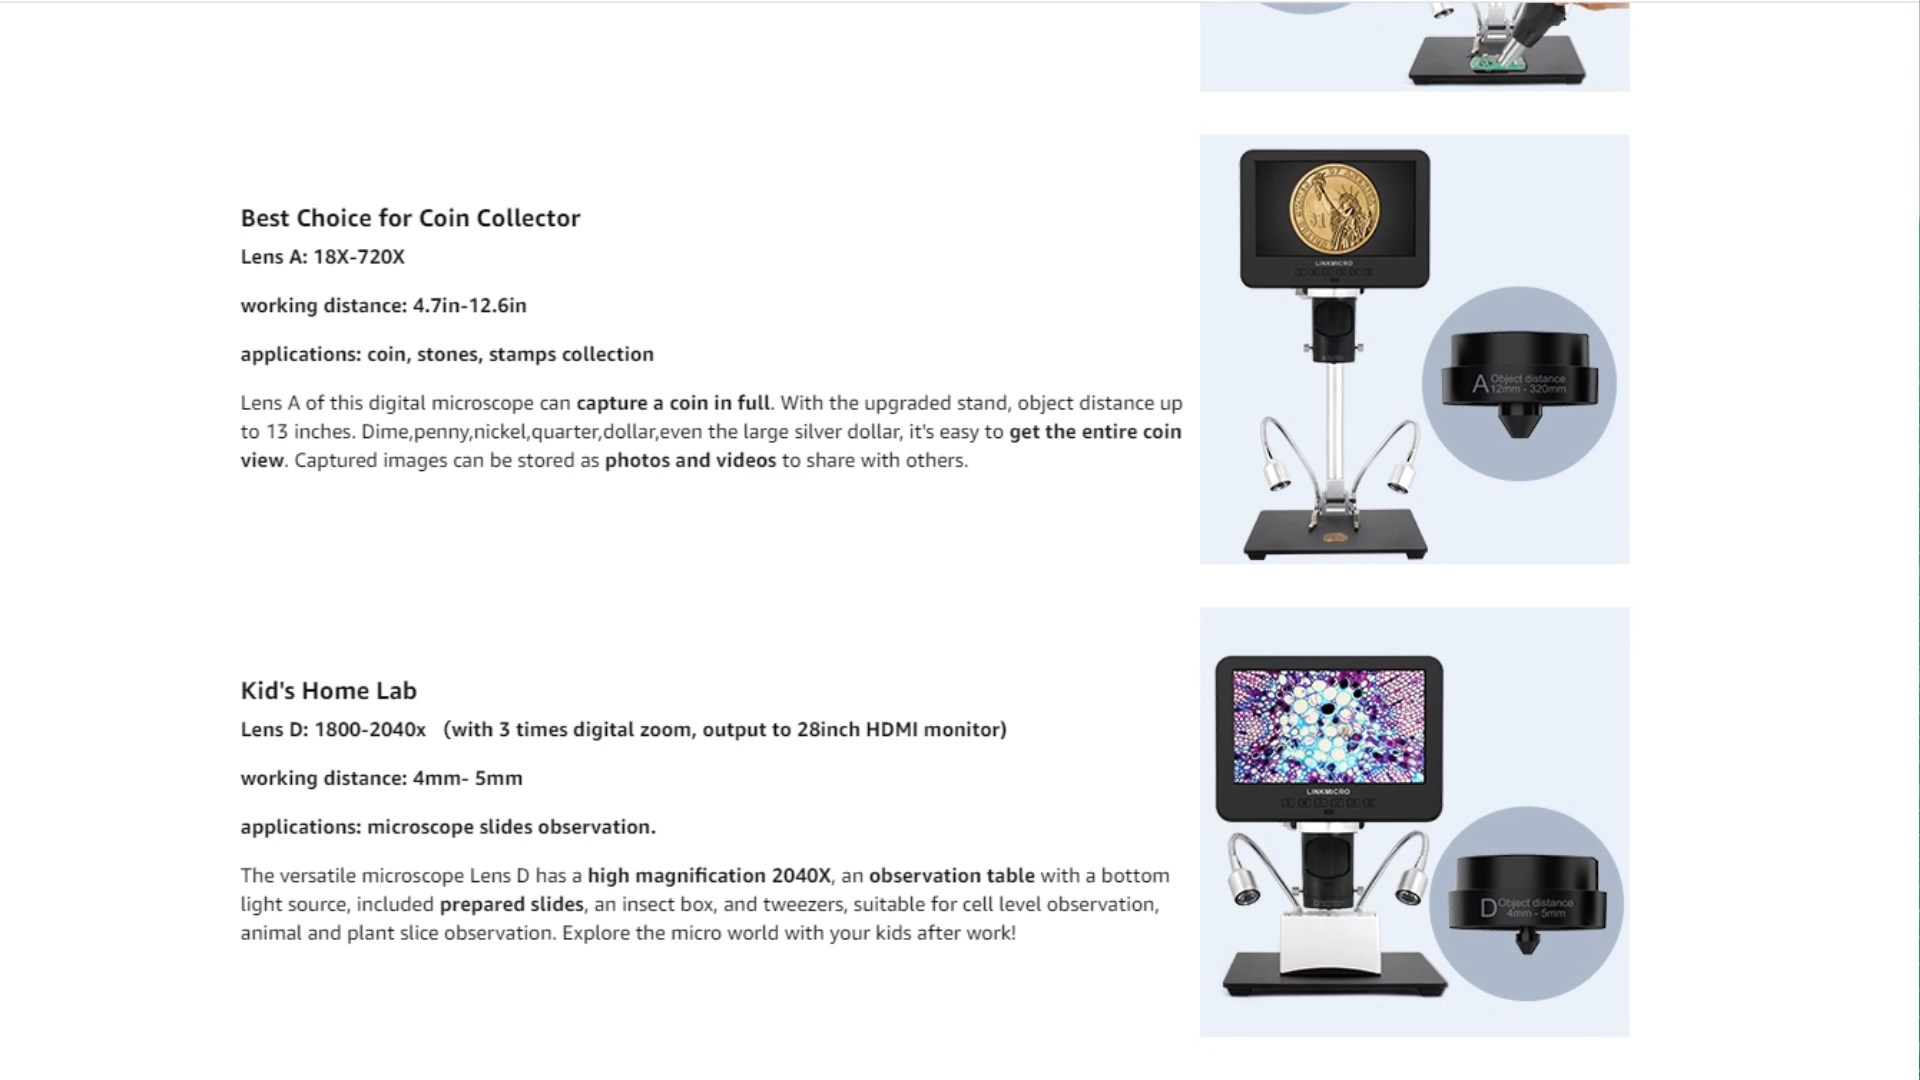 Best Choice for Coin Collector
Lens A: 18X-720X
working distance: 4.7in-12.6in
applications: coin, stones, stamps collection
Lens A of this digital microscope can capture a coin in full. With the upgraded stand, object distance up
to 13 inches. Dime,penny,nickel,quarter,dollar,even the large silver dollar, it's easy to get the entire coin
view. Captured images can be stored as photos and videos to share with others.
$1
LINKMICRO
A Object distance
12mm - 320mm
Kid's Home Lab
Lens D: 1800-2040x (with 3 times digital zoom, output to 28inch HDMI monitor)
working distance: 4mm- 5mm
applications: microscope slides observation.
The versatile microscope Lens D has a high magnification 2040X, an observation table with a bottom
light source, included prepared slides, an insect box, and tweezers, suitable for cell level observation,
animal and plant slice observation. Explore the micro world with your kids after work!
LINKMICRO
D Object distance
4mm - 5mm